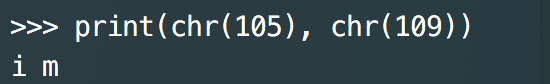 >>> print(chr(105), chr(109))
i m